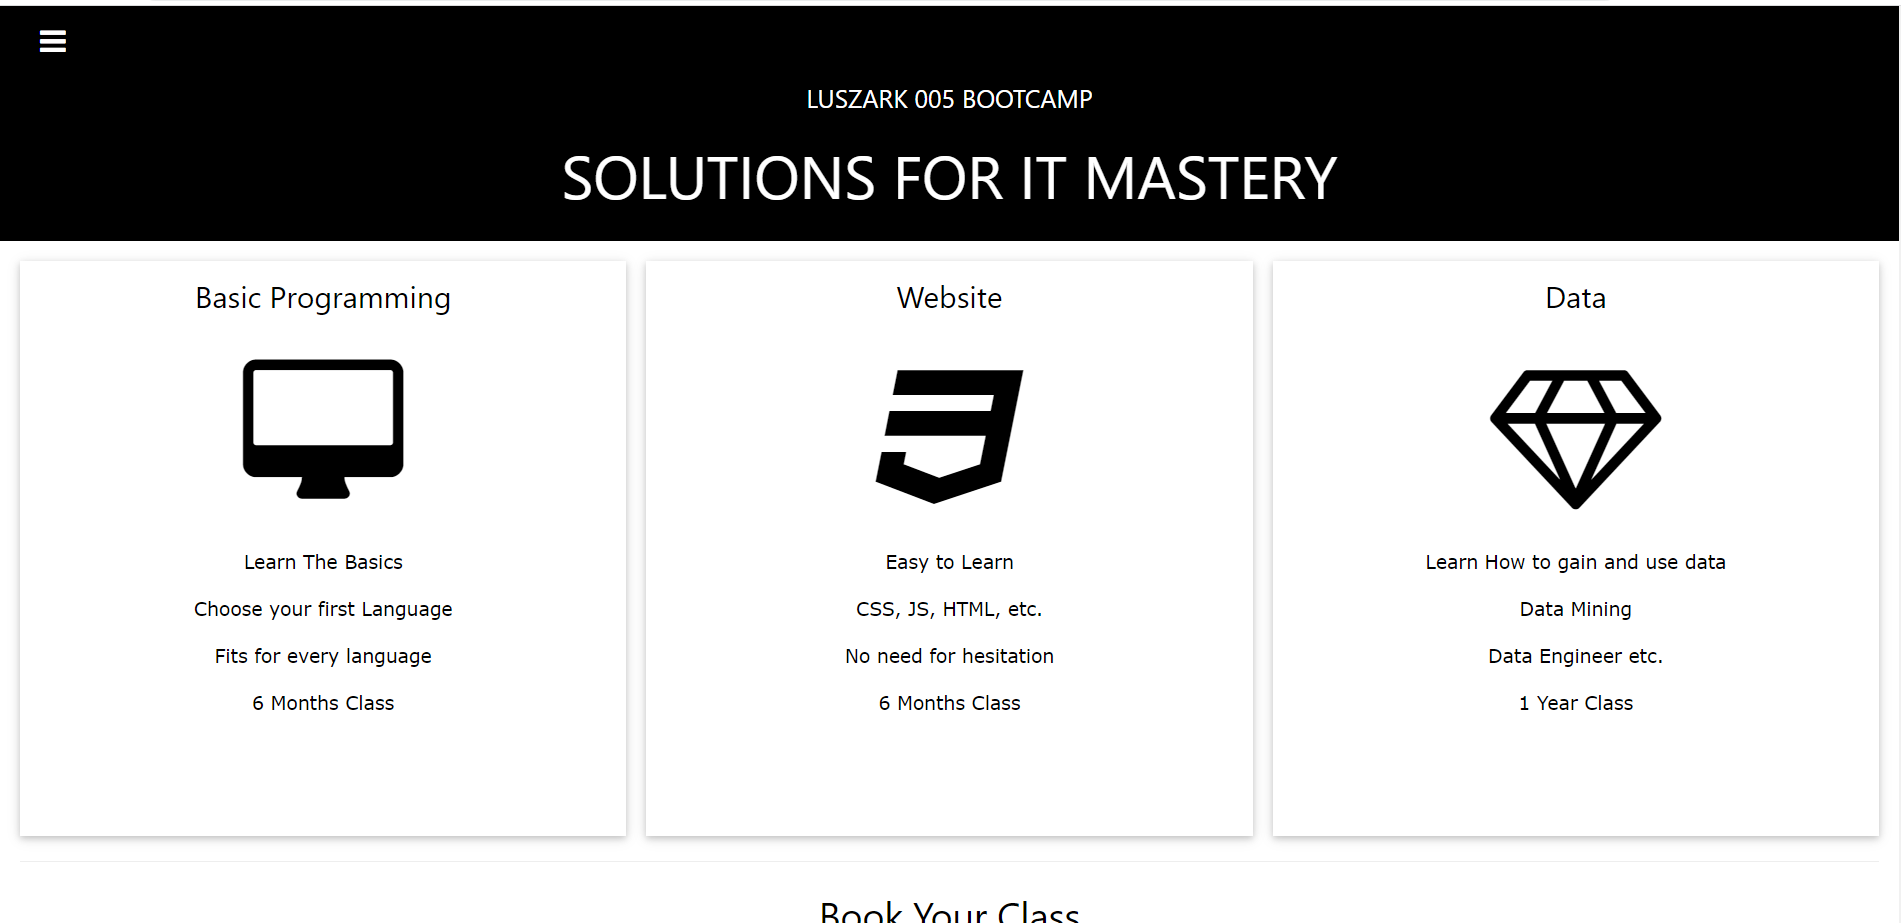 LUSZARK 005 BOOTCAMP
SOLUTIONS FOR IT MASTERY
Basic Programming
Learn The Basics
Choose your first Language
Fits for every language
6 Months Class
Website
Easy to Learn
CSS, JS, HTML, etc.
No need for hesitation
6 Months Class
Data
Learn How to gain and use data
Data Mining
Data Engineer etc.
1 Year Class
Book Your Class